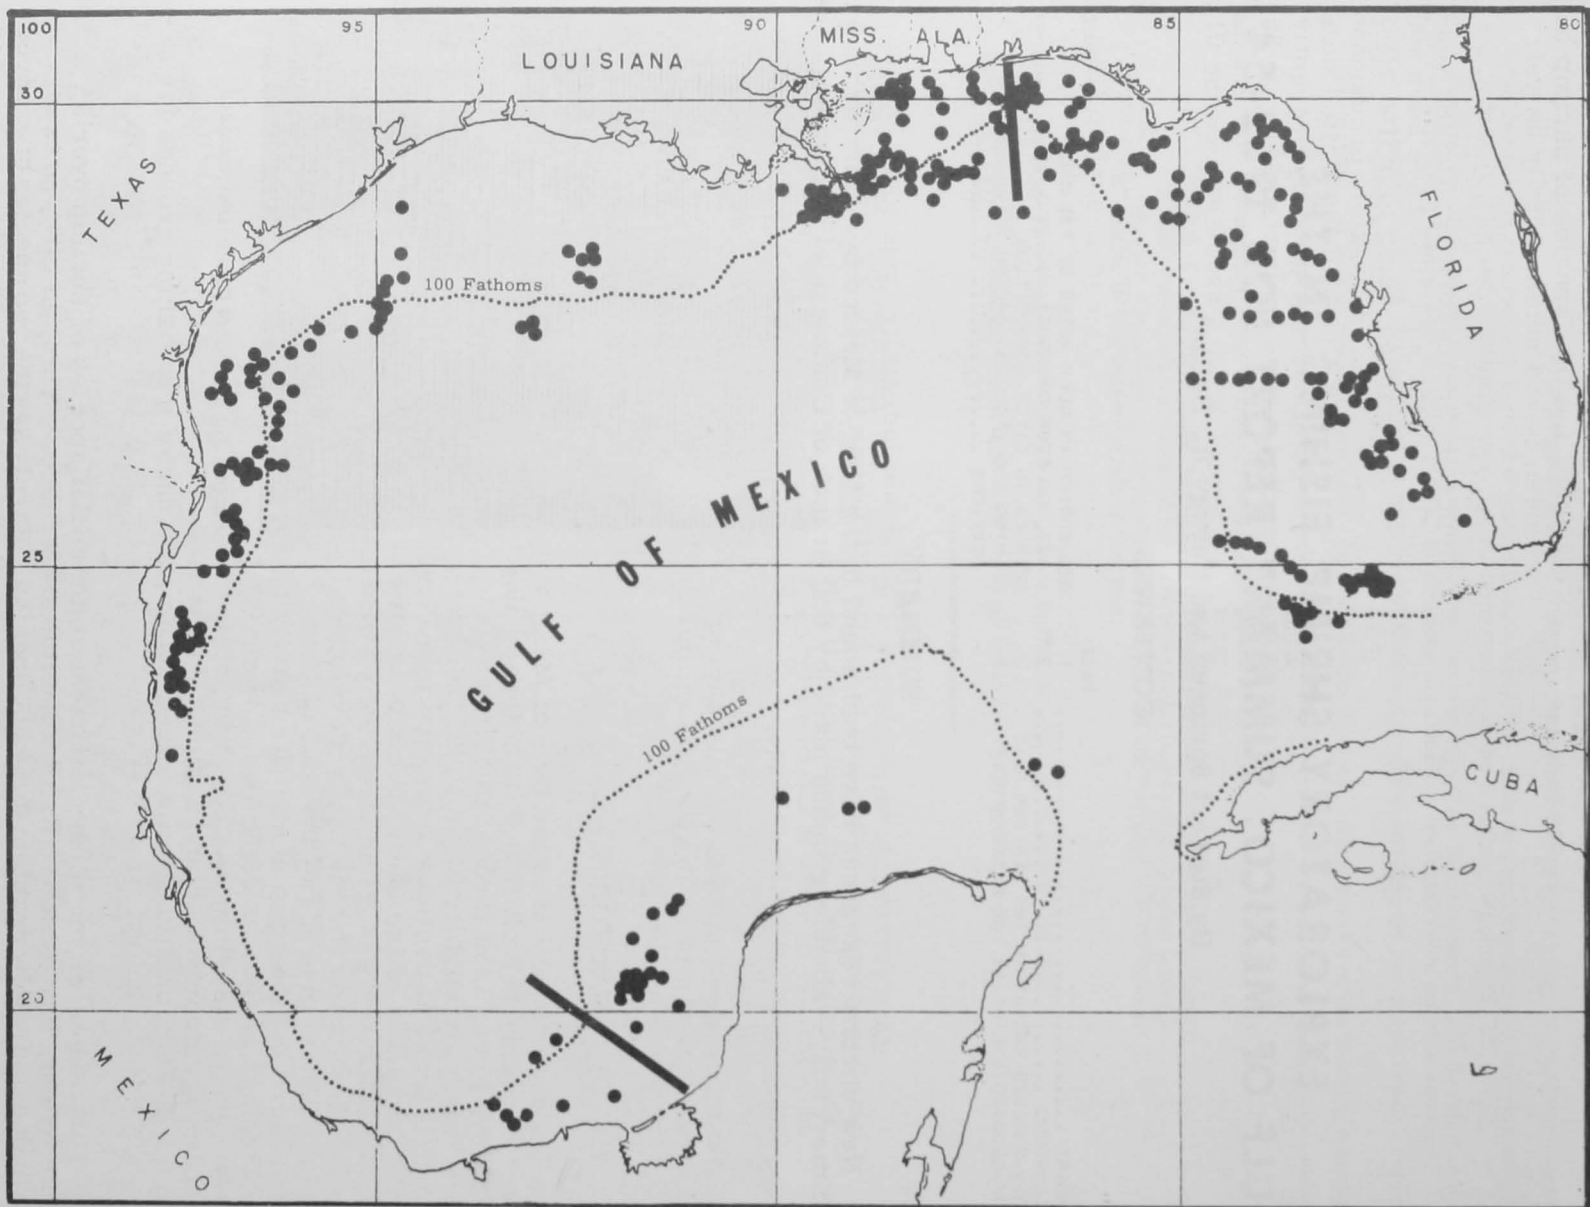 100 95 90 85 80
LOUISIANA
MISS. ALA.
30
TEXAS
FLORIDA
100 Fathoms
GULF OF MEXICO
25
100 Fathoms
CUBA
20
MEXICO